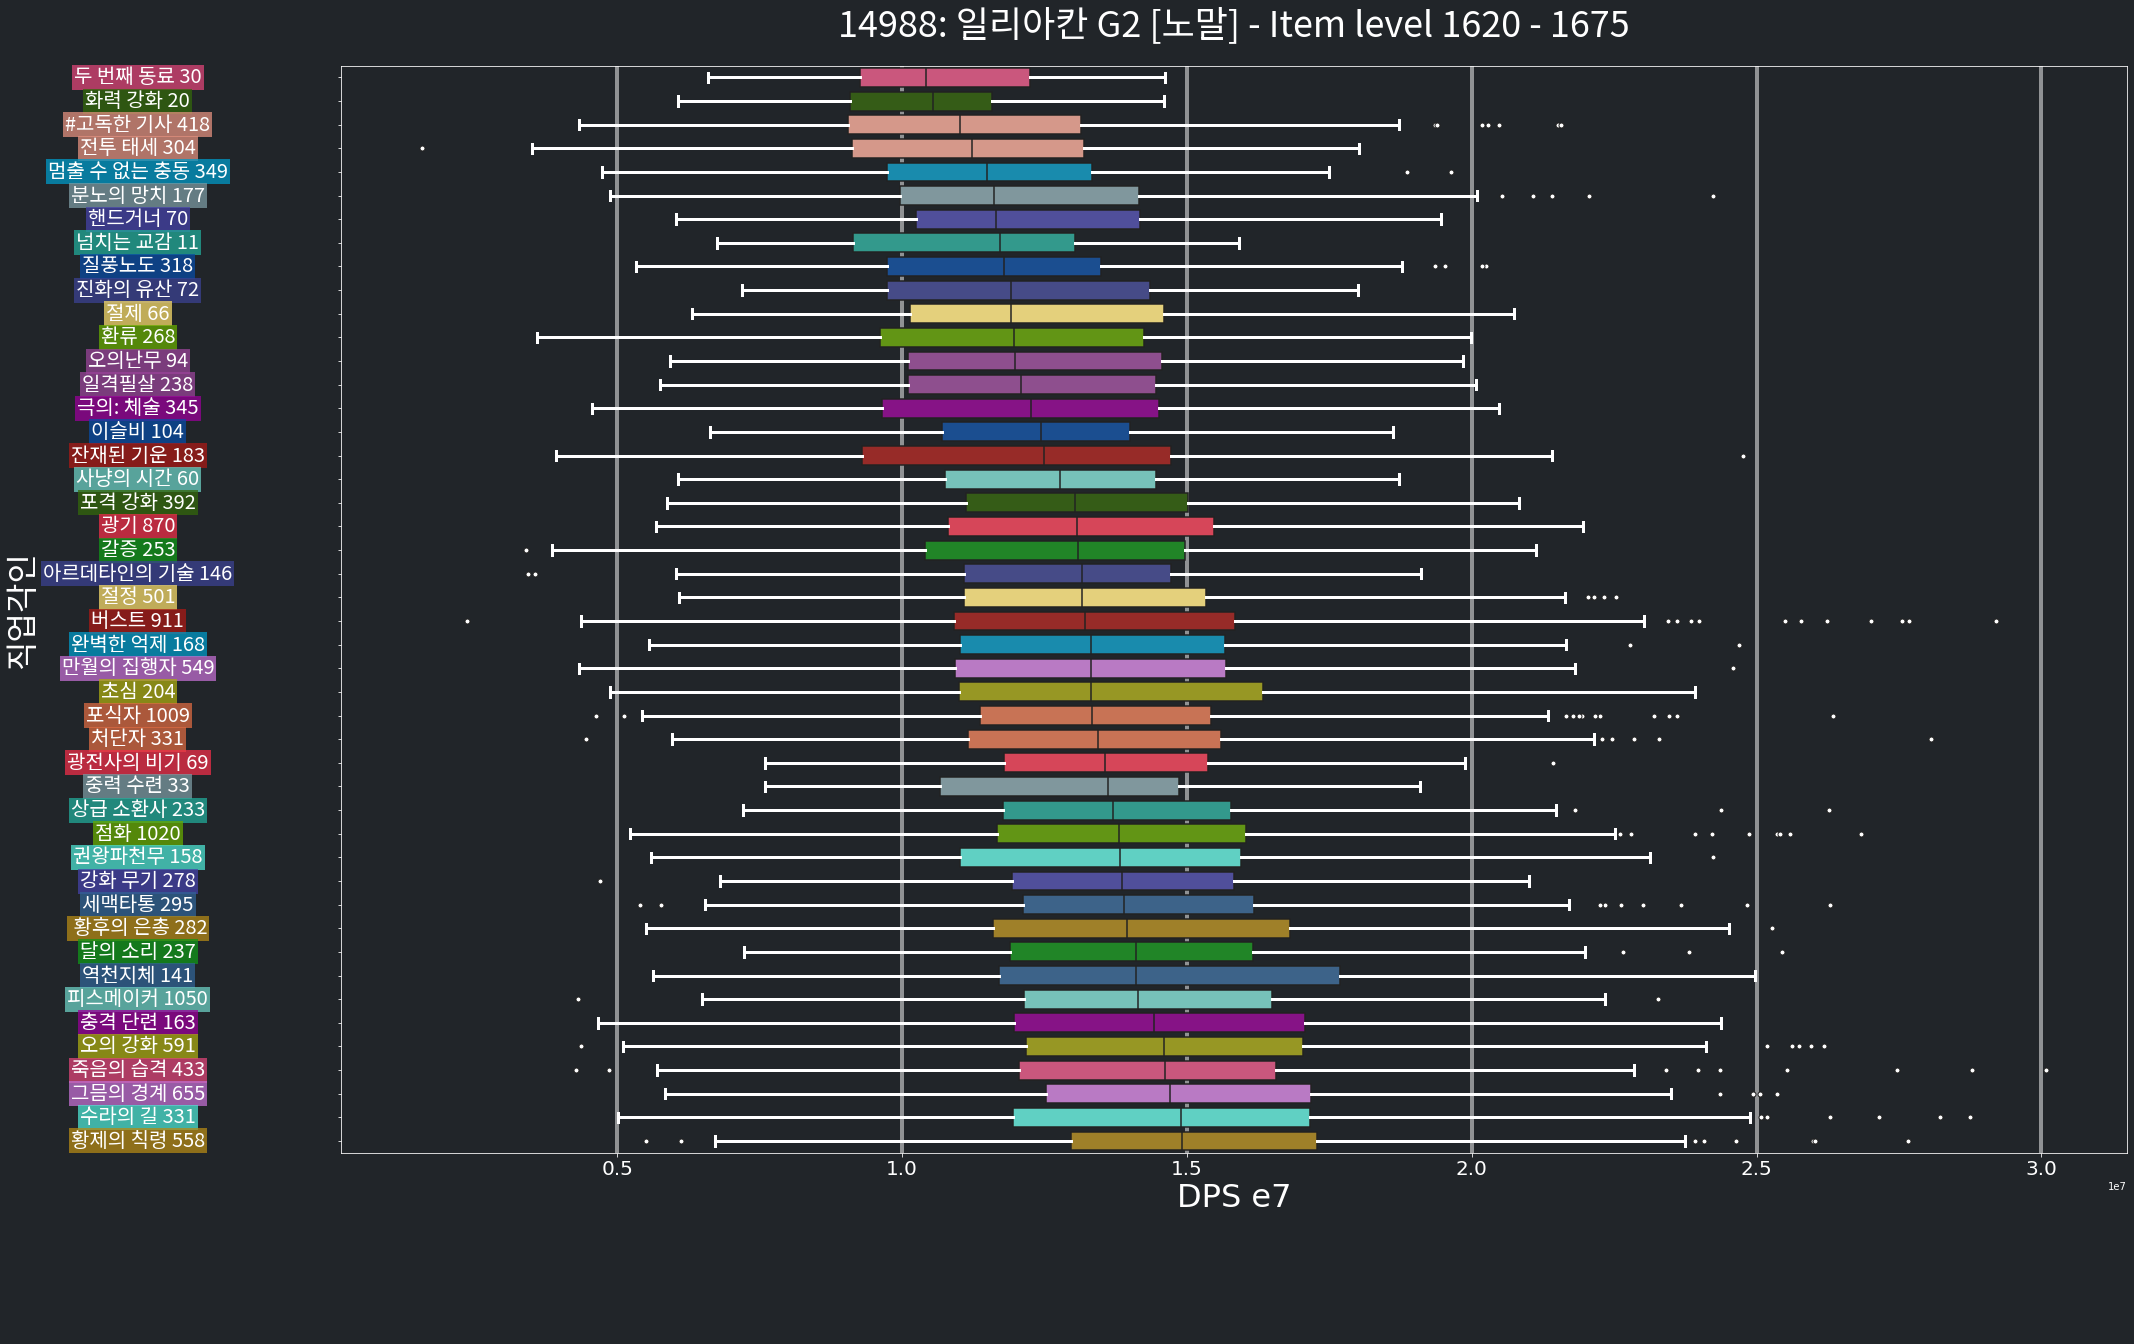 14988: 일리아칸 G2 [노말] - Item level 1620 - 1675
두 번째 동료 30
화력 강화 20
#고독한 기사 418
전투 태세 304
멈출 수 없는 충동 349
분노의 망치 177
핸드거너 70
넘치는 교감 11
질풍노도 318
진화의 유산 72
절제 66
환류 268
오의난무 94
일격필살 238
극의: 체술 345
이슬비 104
잔재된 기운 183
사냥의 시간 60
포격 강화 392
광기 870
갈증 253
아르데타인의 기술 146
절정 501
버스트 911
완벽한 억제 168
만월의 집행자 549
초심 204
포식자 1009
처단자 331
광전사의 비기 69
중력 수련 33
상급 소환사 233
점화 1020
권왕파천무 158
강화 무기 278
세맥타통 295
황후의 은총 282
달의 소리 237
역천지체 141
피스메이커 1050
충격 단련 163
오의 강화 591
죽음의 습격 433
그믐의 경계 655
수라의 길 331
황제의 칙령 558
직업각인
0.5 1.0 1.5 2.0 2.5 3.0
1e7
DPS e7